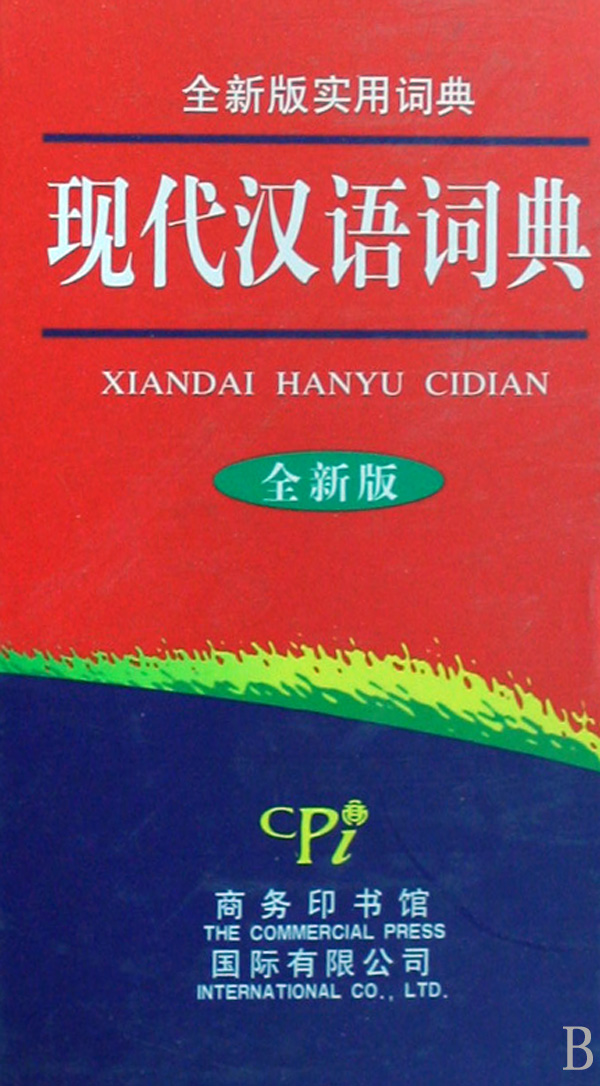 全新版实用词典
现代汉语词典
XIANDAI HANYU CIDIAN
全新版
CPi
商务印书馆
THE COMMERCIAL PRESS
国际有限公司
INTERNATIONAL CO., LTD.
B